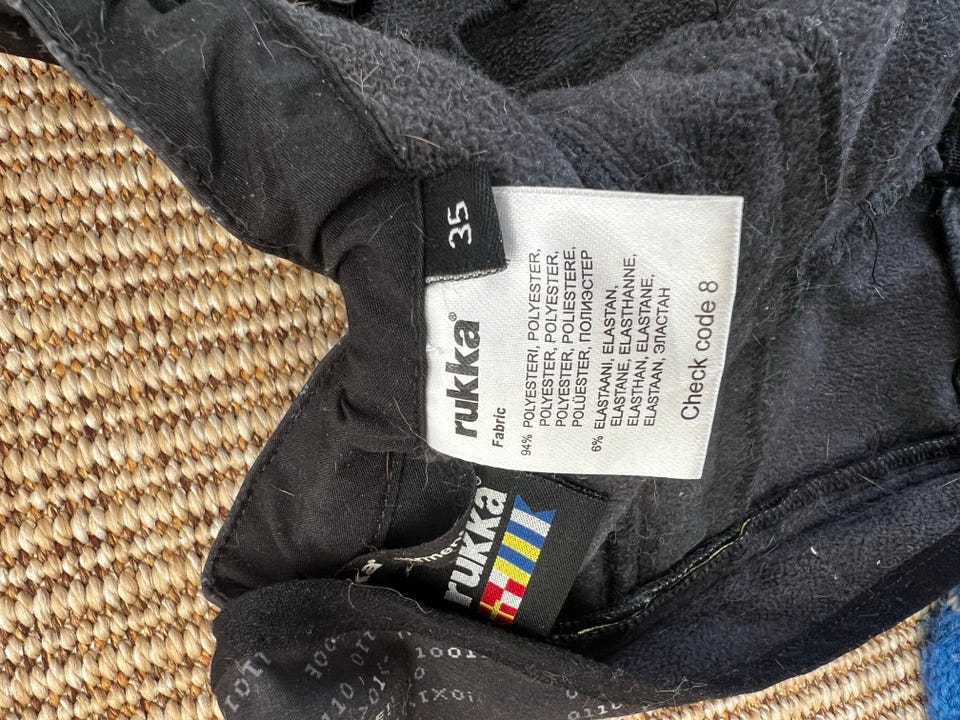 35
rukka®
Fabric
94% POLYESTERI, POLYESTER,
POLYESTER, POLYESTER,
POLYESTER, POLIESTERE,
POLÜESTER, ПОЛИЭСТЕР
6% ELASTAANI, ELASTAN,
ELASTANE, ELASTHANNE,
ELASTHAN, ELASTANE,
ELASTAAN, ЭЛАСТАН
Check code 8
rukka